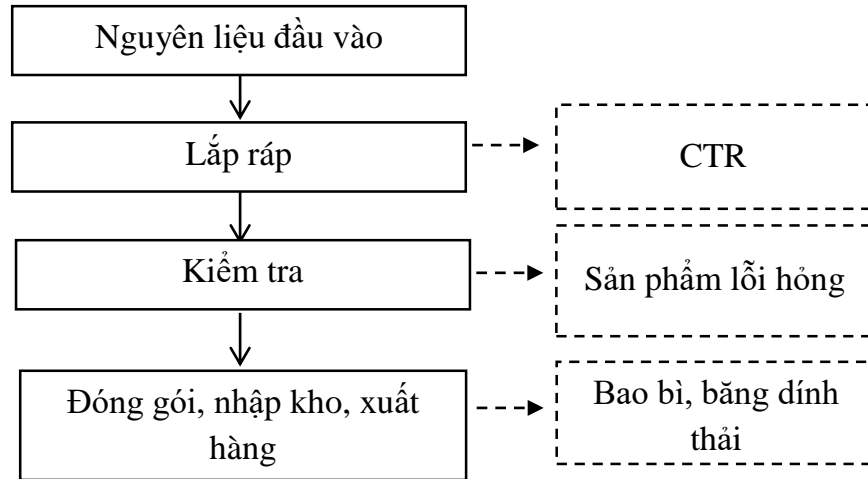 Nguyên liệu đầu vào
Lắp ráp
CTR
Kiểm tra
Sản phẩm lỗi hỏng
Đóng gói, nhập kho, xuất
hàng
Bao bì, băng dính
thải